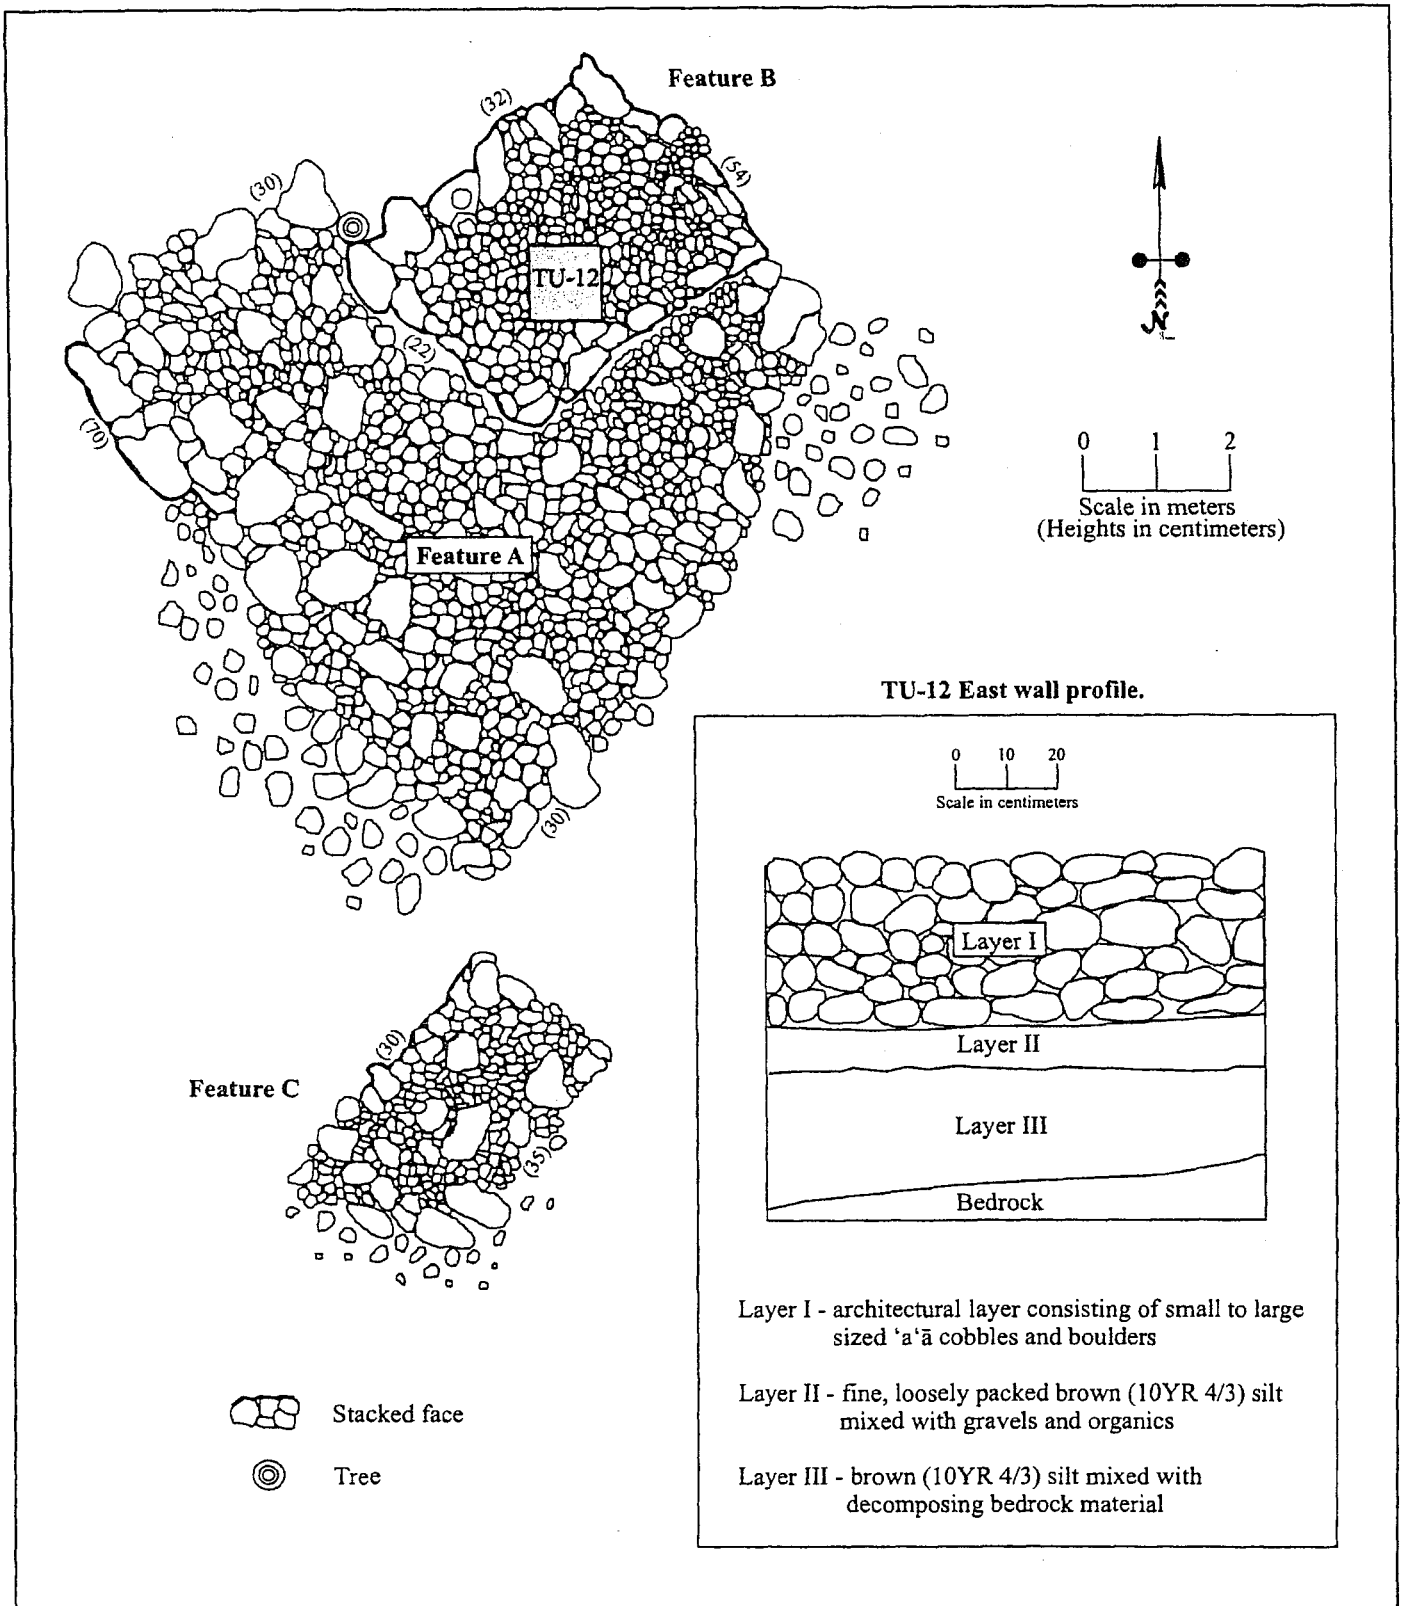 Feature B
(32)
(54)
(30)
TU-12
(22)
(70)
N
0 1 2
Scale in meters
(Heights in centimeters)
Feature A
(30)
TU-12 East wall profile.
0 10 20
Scale in centimeters
Layer I
Layer II
Layer III
Bedrock
(30)
Feature C
(35)
Layer I - architectural layer consisting of small to large
sized ʻaʻā cobbles and boulders
Layer II - fine, loosely packed brown (10YR 4/3) silt
mixed with gravels and organics
Layer III - brown (10YR 4/3) silt mixed with
decomposing bedrock material
Stacked face
Tree